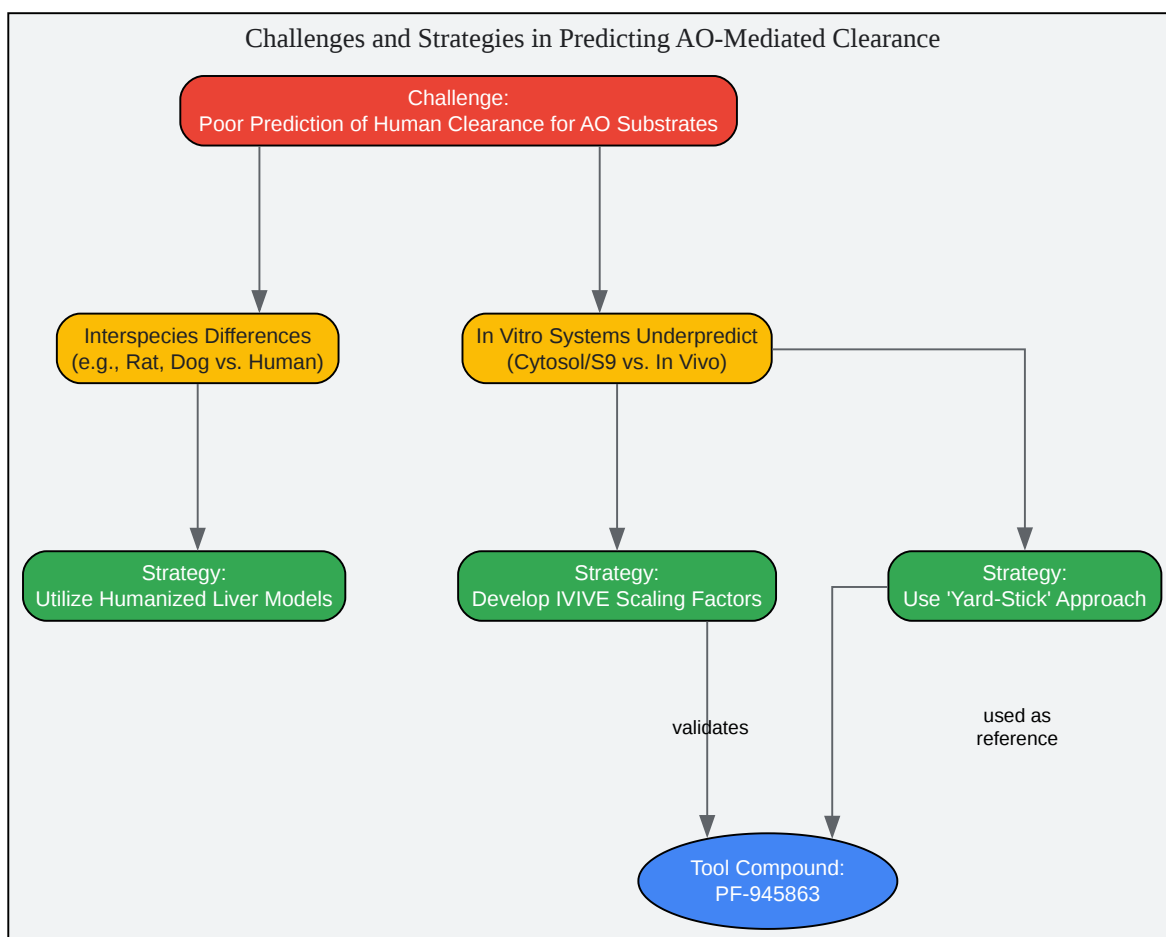 Challenges and Strategies in Predicting AO-Mediated Clearance
Challenge:
Poor Prediction of Human Clearance for AO Substrates
Interspecies Differences
(e.g., Rat, Dog vs. Human)
In Vitro Systems Underpredict
(Cytosol/S9 vs. In Vivo)
Strategy:
Utilize Humanized Liver Models
Strategy:
Develop IVIVE Scaling Factors
Strategy:
Use 'Yard-Stick' Approach
validates
used as
reference
Tool Compound:
PF-945863